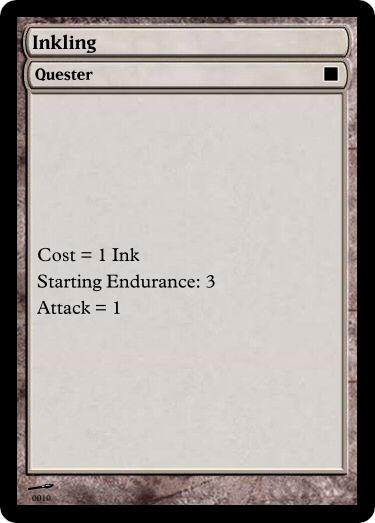 Inkling
Quester
Cost = 1 Ink
Starting Endurance: 3
Attack = 1
0010